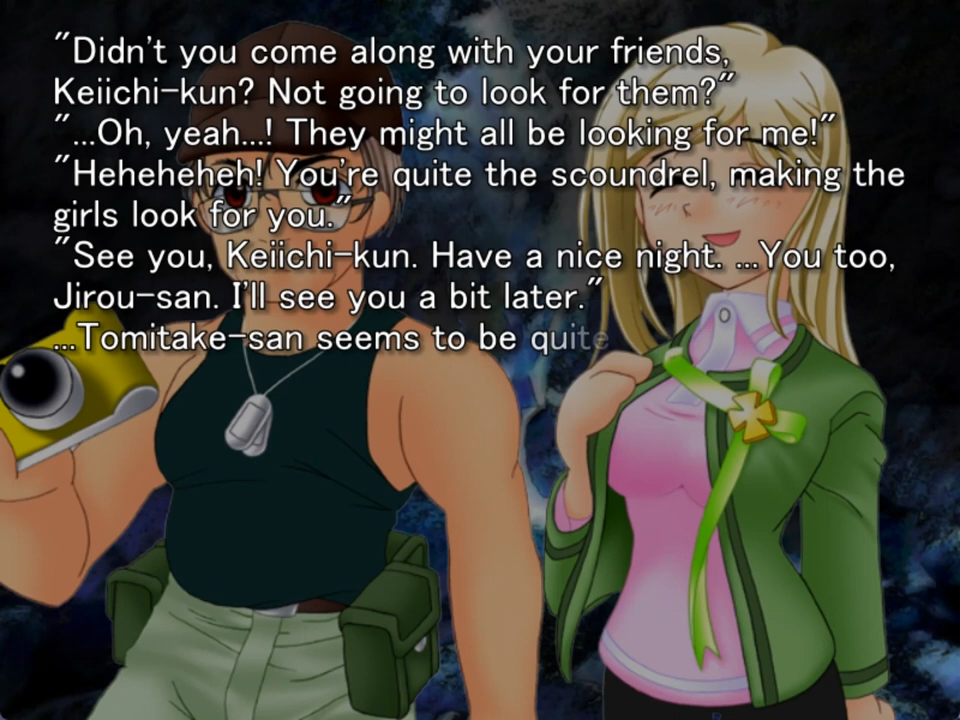 "Didn't you come along with your friends,
Keiichi-kun? Not going to look for them?"
"...Oh, yeah...! They might all be looking for me!"
"Heheheheh! You're quite the scoundrel, making the
girls look for you."
"See you, Keiichi-kun. Have a nice night. ...You too,
Jirou-san. I'll see you a bit later."
...Tomitake-san seems to be quite